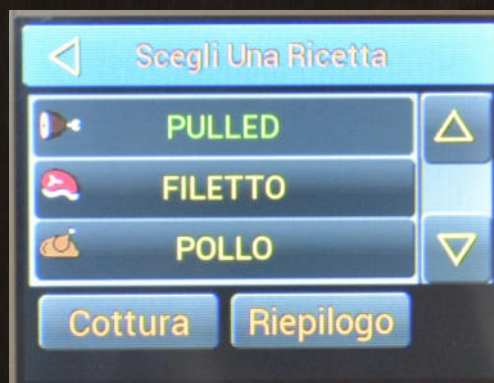 Scegli Una Ricetta
PULLED
FILETTO
POLLO
Cottura
Riepilogo